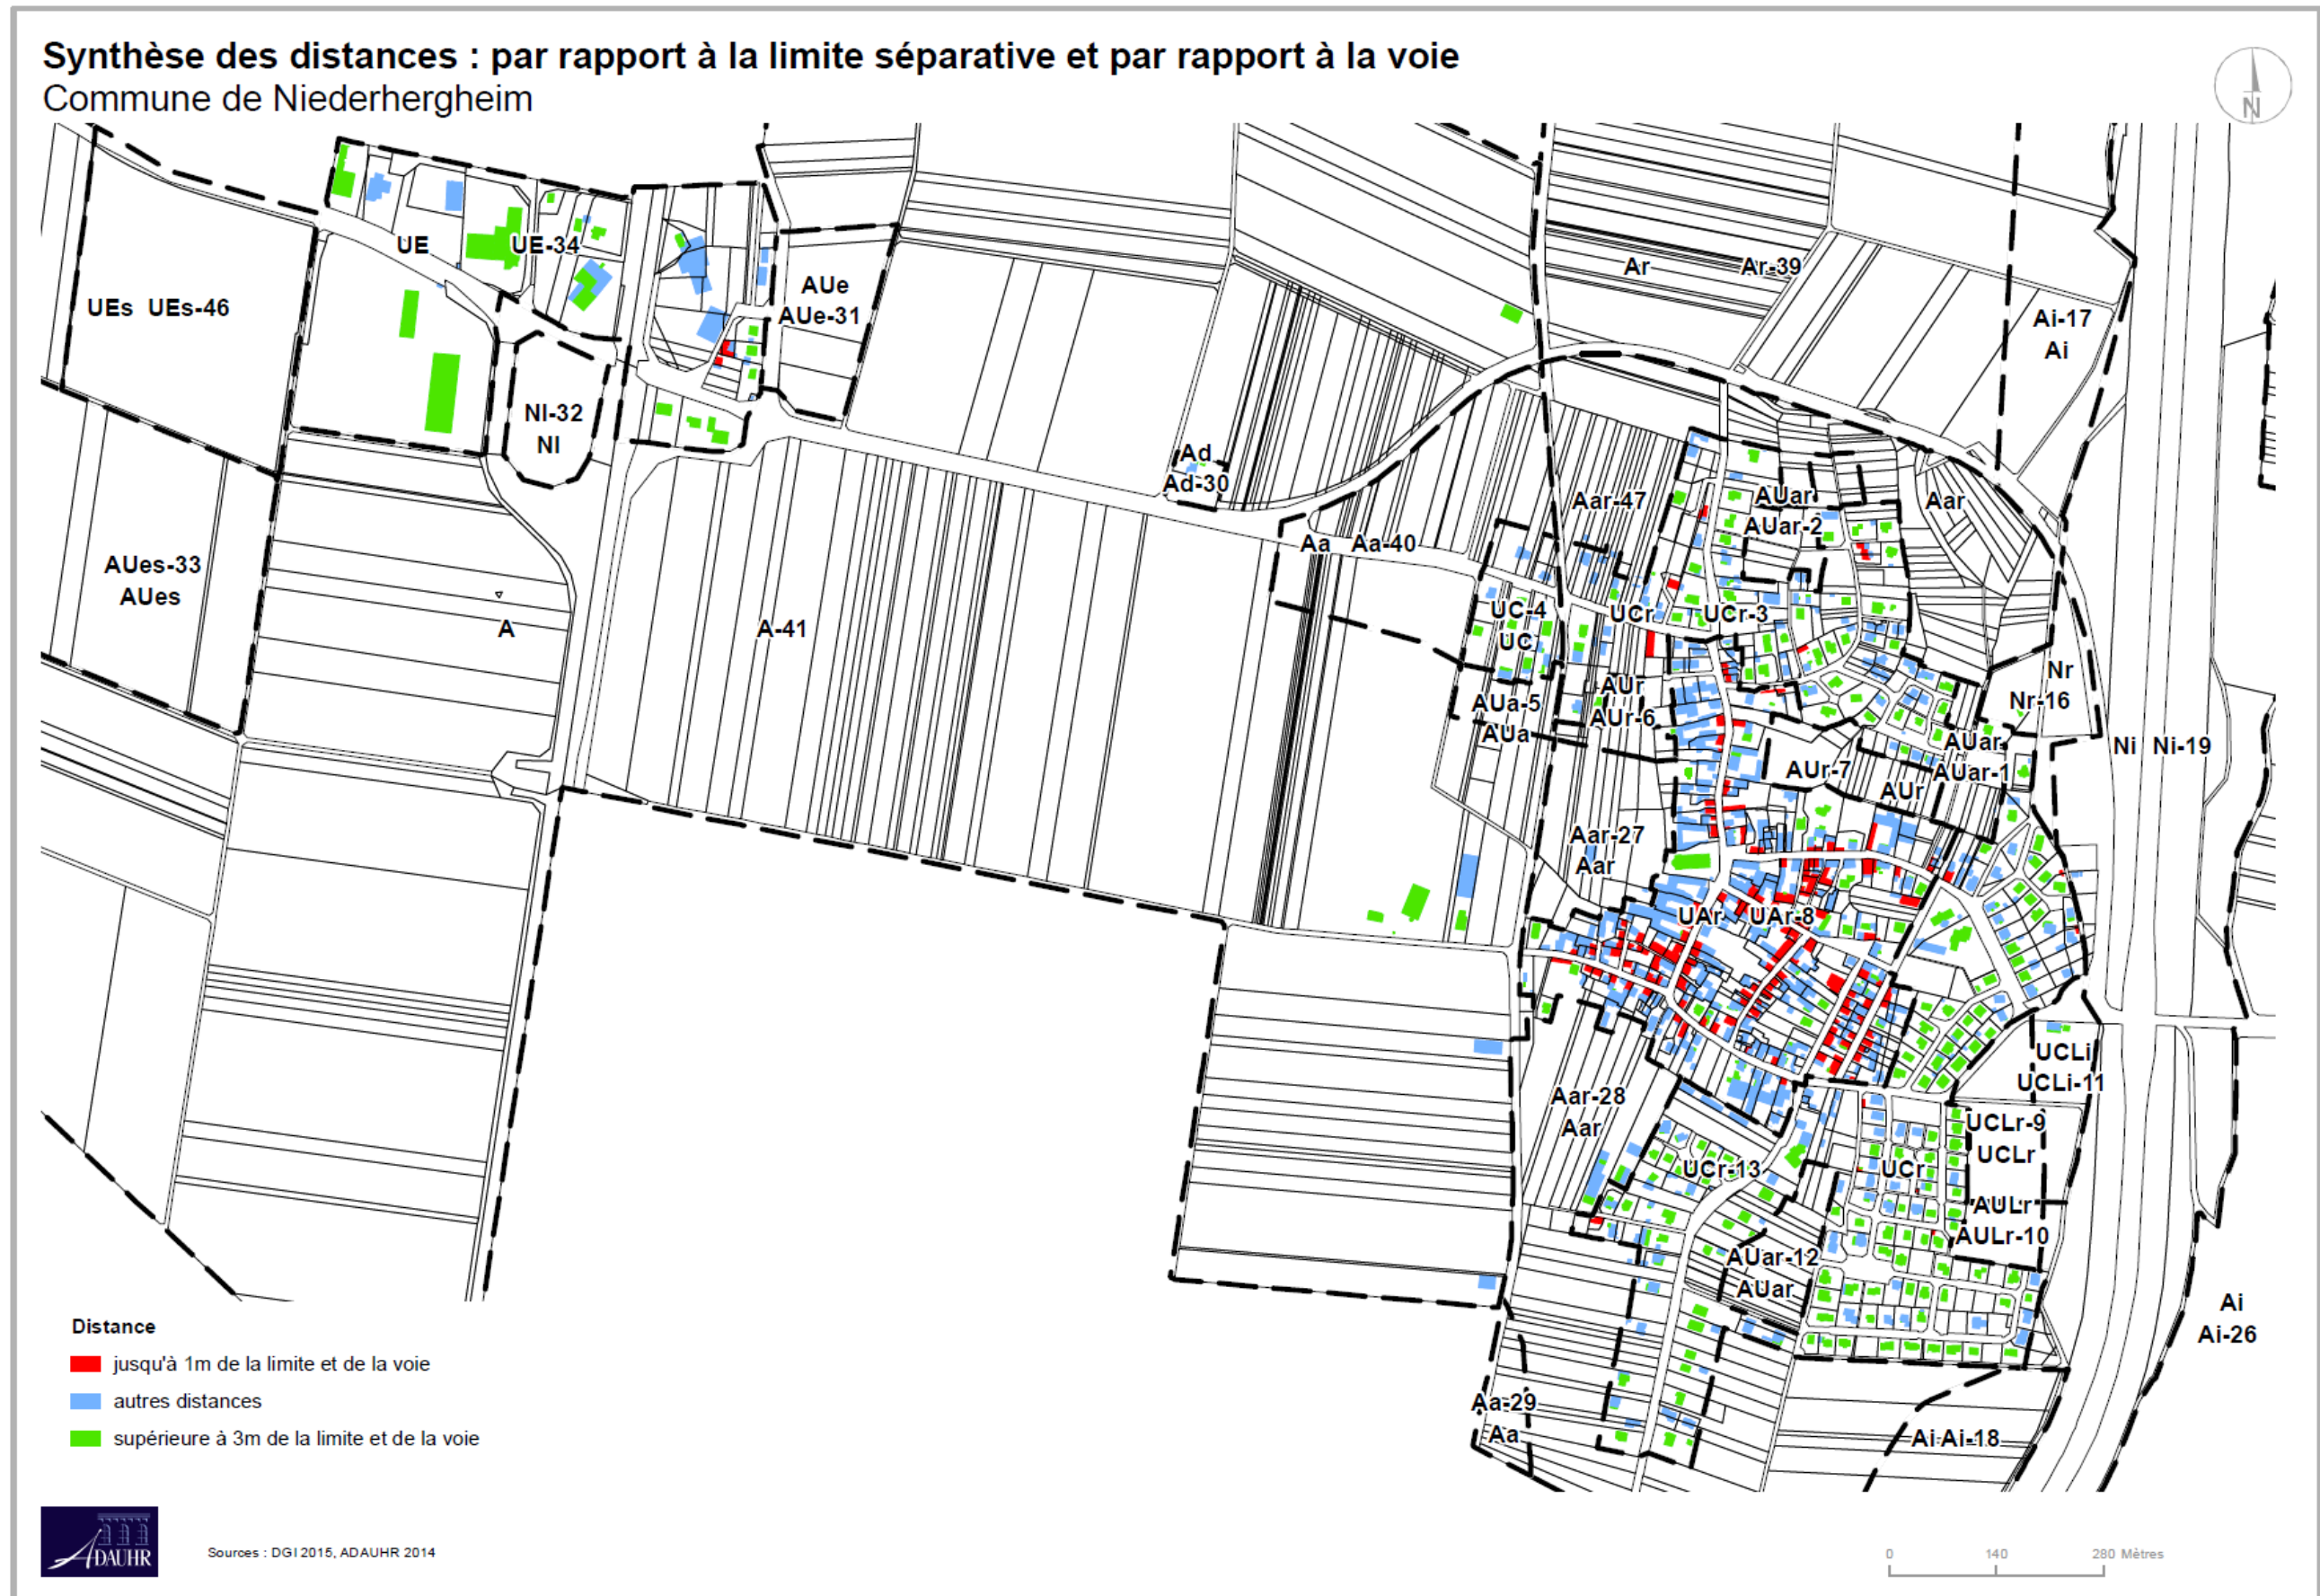 Synthèse des distances : par rapport à la limite séparative et par rapport à la voie
Commune de Niederhergheim
N
UE
UE-34
UEs UEs-46
AUe
AUe-31
Ar
Ar-39
Ai-17
Ai
NI-32
NI
Ad
Ad-30
Aar-47
AUar
AUar-2
Aar
Aa
Aa-40
AUes-33
AUes
A
A-41
UC-4
UC
UCr
UCr-3
Nr
Nr-16
AUr
AUr-6
AUa-5
AUa
AUar
AUar-1
Ni
Ni-19
AUr-7
AUr
Aar-27
Aar
UAr
UAr-8
UCLi
UCLi-11
Aar-28
Aar
UCLr-9
UCLr
UCr-13
UCr
AULr
AULr-10
AUar-12
AUar
Ai
Ai-26
Aa-29
Aa
Ai Ai-18
Distance
jusqu'à 1m de la limite et de la voie
autres distances
supérieure à 3m de la limite et de la voie
ADAUHR
Sources : DGI 2015, ADAUHR 2014
0 140 280 Mètres